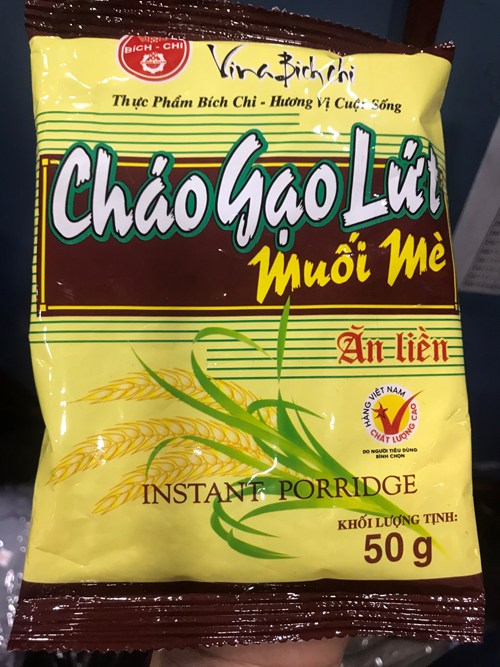 BÍCH - CHI
VinaBichchi
Thực Phẩm Bích Chi - Hương Vị Cuộc Sống
Cháo Gạo Lứt
Muối Mè
Ăn liền
HÀNG VIỆT NAM
CHẤT LƯỢNG CAO
DO NGƯỜI TIÊU DÙNG
BÌNH CHỌN
INSTANT PORRIDGE
KHỐI LƯỢNG TỊNH:
50 g